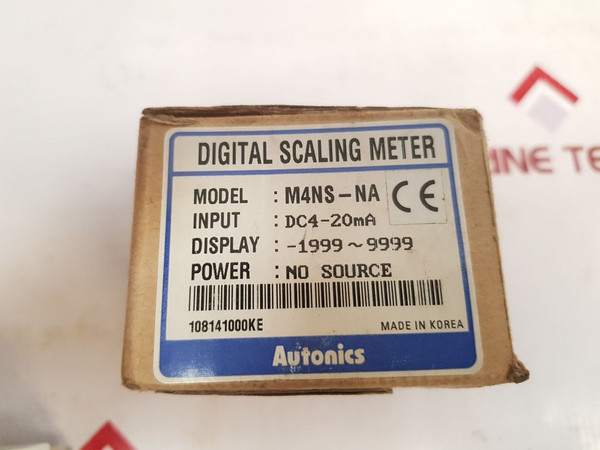 DIGITAL SCALING METER
MODEL : M4NS-NA CE
INPUT : DC4-20mA
DISPLAY : -1999~9999
POWER : NO SOURCE
108141000KE MADE IN KOREA
Autonics